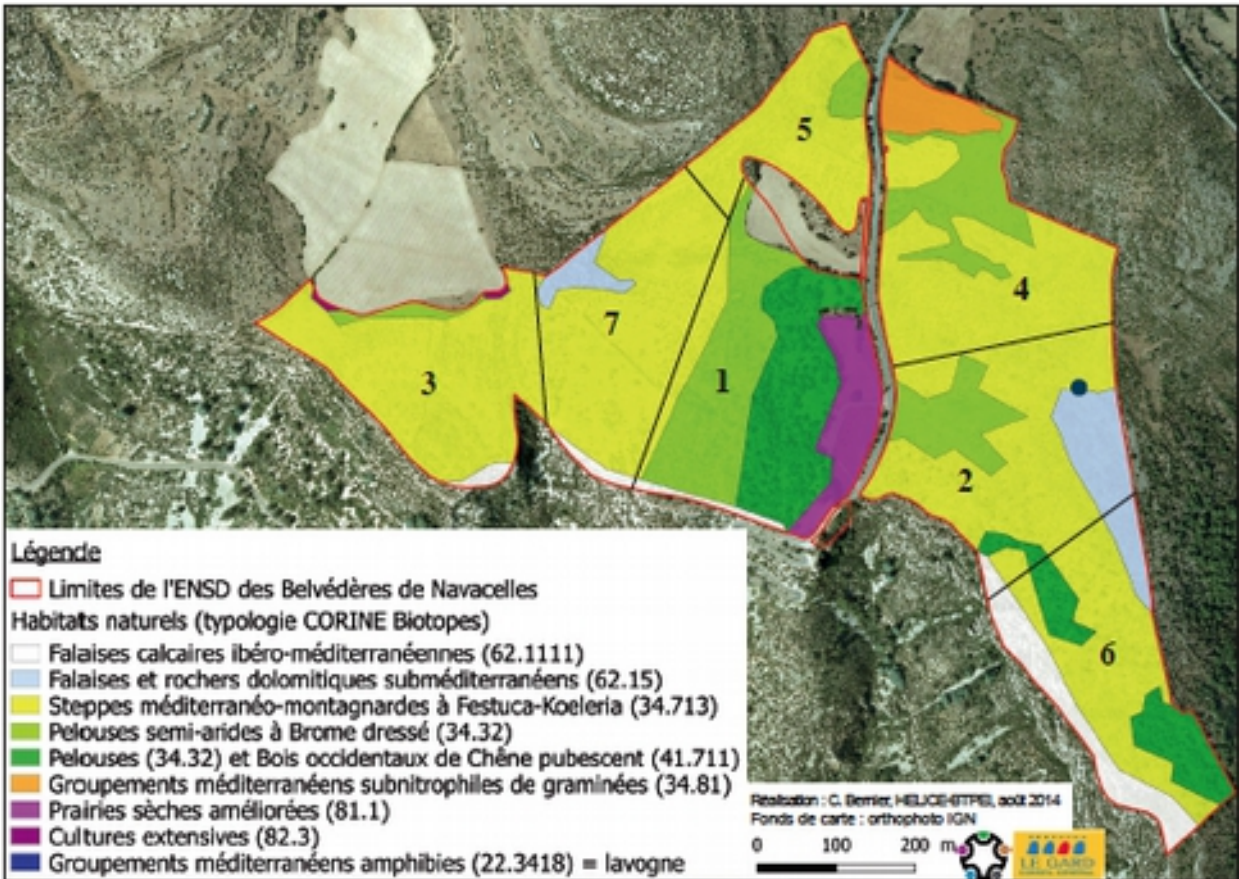 5
4
7
3
1
2
6
Légende
Limites de l'ENSD des Belvédères de Navacelles
Habitats naturels (typologie CORINE Biotopes)
Falaises calcaires ibéro-méditerranéennes (62.1111)
Falaises et rochers dolomitiques subméditerranéens (62.15)
Steppes méditerranéo-montagnardes à Festuca-Koeleria (34.713)
Pelouses semi-arides à Brome dressé (34.32)
Pelouses (34.32) et Bois occidentaux de Chêne pubescent (41.711)
Groupements méditerranéens subnitrophiles de graminées (34.81)
Prairies sèches améliorées (81.1)
Cultures extensives (82.3)
Groupements méditerranéens amphibies (22.3418) = lavogne
Réalisation : C. Bernier, août 2014
Fonds de carte : orthophoto IGN
0 100 200 m
LE GARD